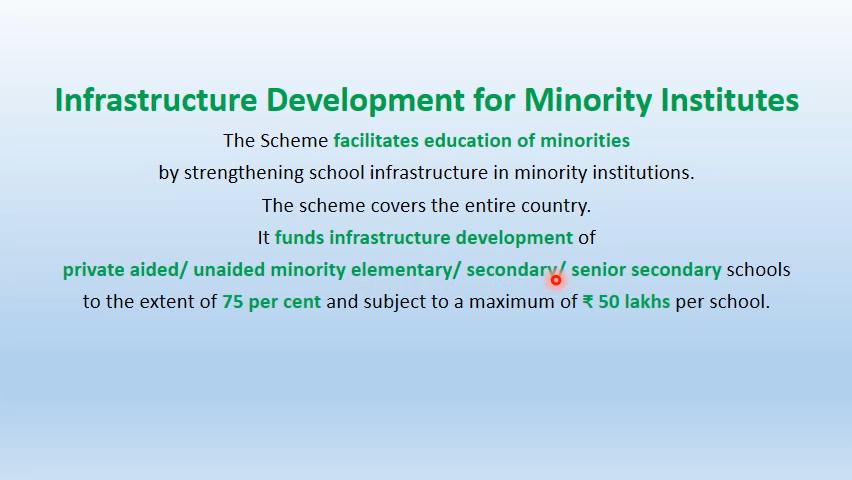 Infrastructure Development for Minority Institutes
The Scheme facilitates education of minorities
by strengthening school infrastructure in minority institutions.
The scheme covers the entire country.
It funds infrastructure development of
private aided/ unaided minority elementary/ secondary/ senior secondary schools
to the extent of 75 per cent and subject to a maximum of ₹ 50 lakhs per school.